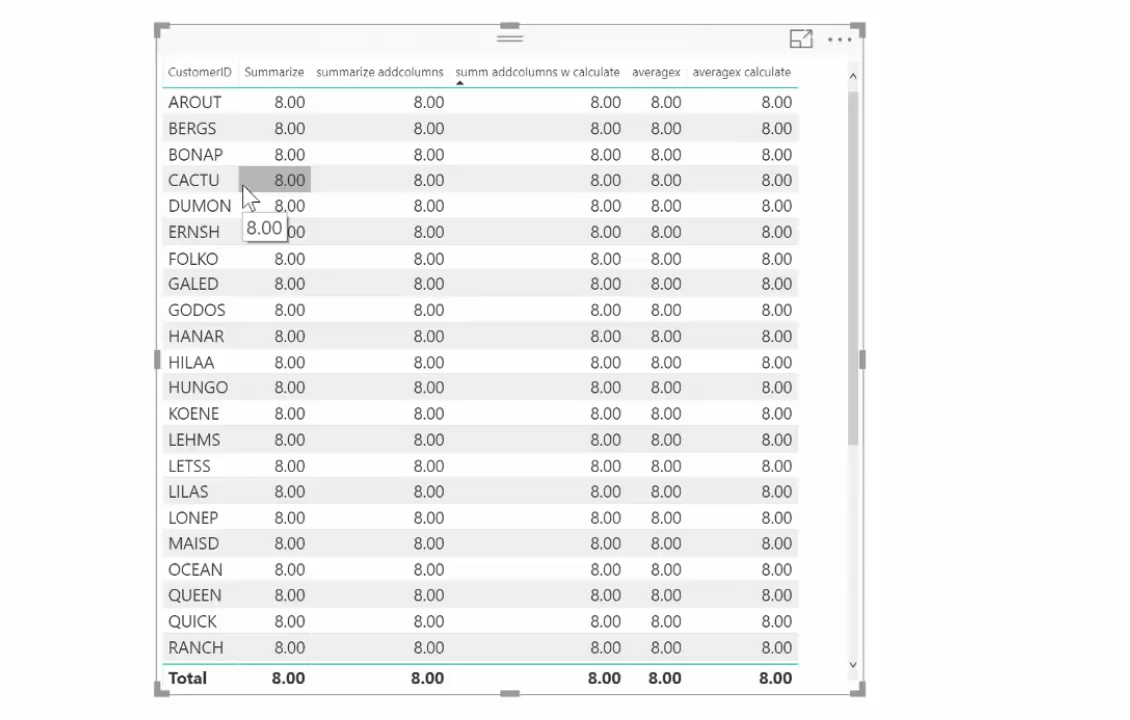 CustomerID Summarize summarize addcolumns summ addcolumns w calculate averagex averagex calculate
AROUT 8.00 8.00 8.00 8.00 8.00
BERGS 8.00 8.00 8.00 8.00 8.00
BONAP 8.00 8.00 8.00 8.00 8.00
CACTU 8.00 8.00 8.00 8.00 8.00
DUMON 8.00 8.00 8.00 8.00 8.00
8.00
ERNSH 00 8.00 8.00 8.00 8.00
FOLKO 8.00 8.00 8.00 8.00 8.00
GALED 8.00 8.00 8.00 8.00 8.00
GODOS 8.00 8.00 8.00 8.00 8.00
HANAR 8.00 8.00 8.00 8.00 8.00
HILAA 8.00 8.00 8.00 8.00 8.00
HUNGO 8.00 8.00 8.00 8.00 8.00
KOENE 8.00 8.00 8.00 8.00 8.00
LEHMS 8.00 8.00 8.00 8.00 8.00
LETSS 8.00 8.00 8.00 8.00 8.00
LILAS 8.00 8.00 8.00 8.00 8.00
LONEP 8.00 8.00 8.00 8.00 8.00
MAISD 8.00 8.00 8.00 8.00 8.00
OCEAN 8.00 8.00 8.00 8.00 8.00
QUEEN 8.00 8.00 8.00 8.00 8.00
QUICK 8.00 8.00 8.00 8.00 8.00
RANCH 8.00 8.00 8.00 8.00 8.00
Total 8.00 8.00 8.00 8.00 8.00